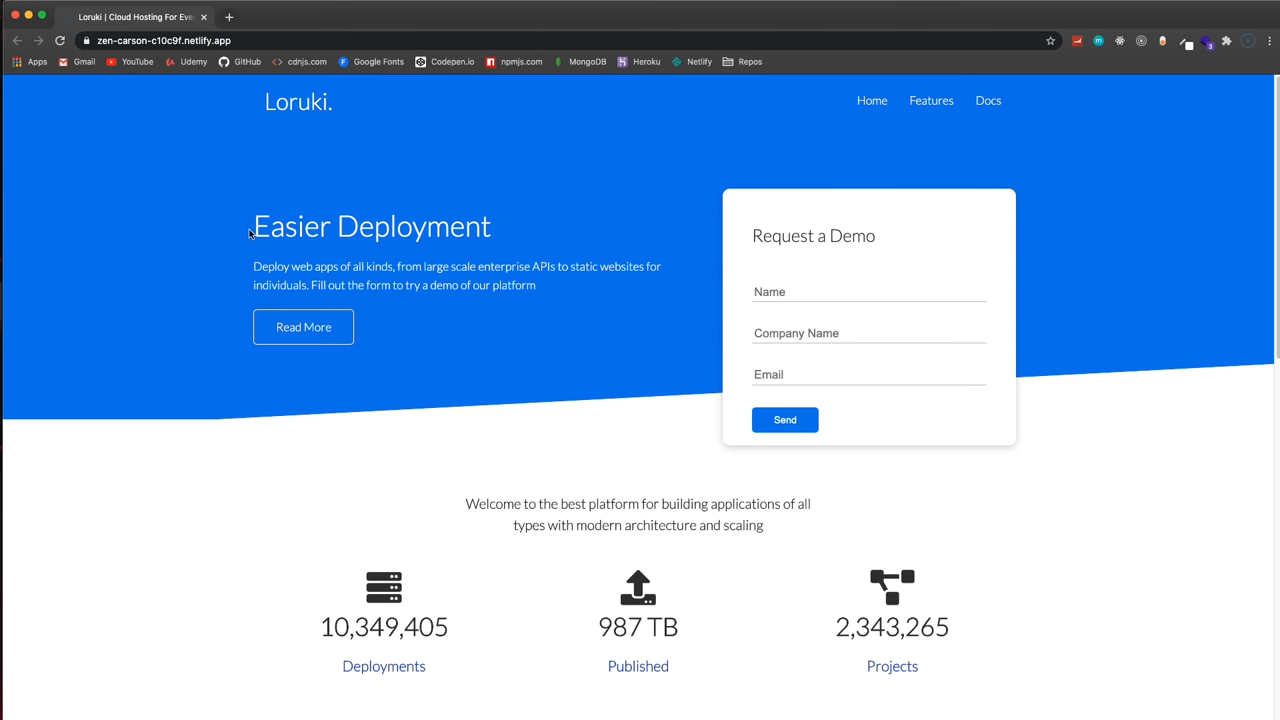 Loruki | Cloud Hosting For Eve
zen-carson-c10c9f.netlify.app
Apps Gmail YouTube Udemy GitHub cdnjs.com Google Fonts Codepen.io npmjs.com MongoDB Heroku Netlify Repos
Loruki.
Home Features Docs
Easier Deployment
Deploy web apps of all kinds, from large scale enterprise APIs to static websites for
individuals. Fill out the form to try a demo of our platform
Read More
Request a Demo
Name
Company Name
Email
Send
Welcome to the best platform for building applications of all
types with modern architecture and scaling
10,349,405
Deployments
987 TB
Published
2,343,265
Projects